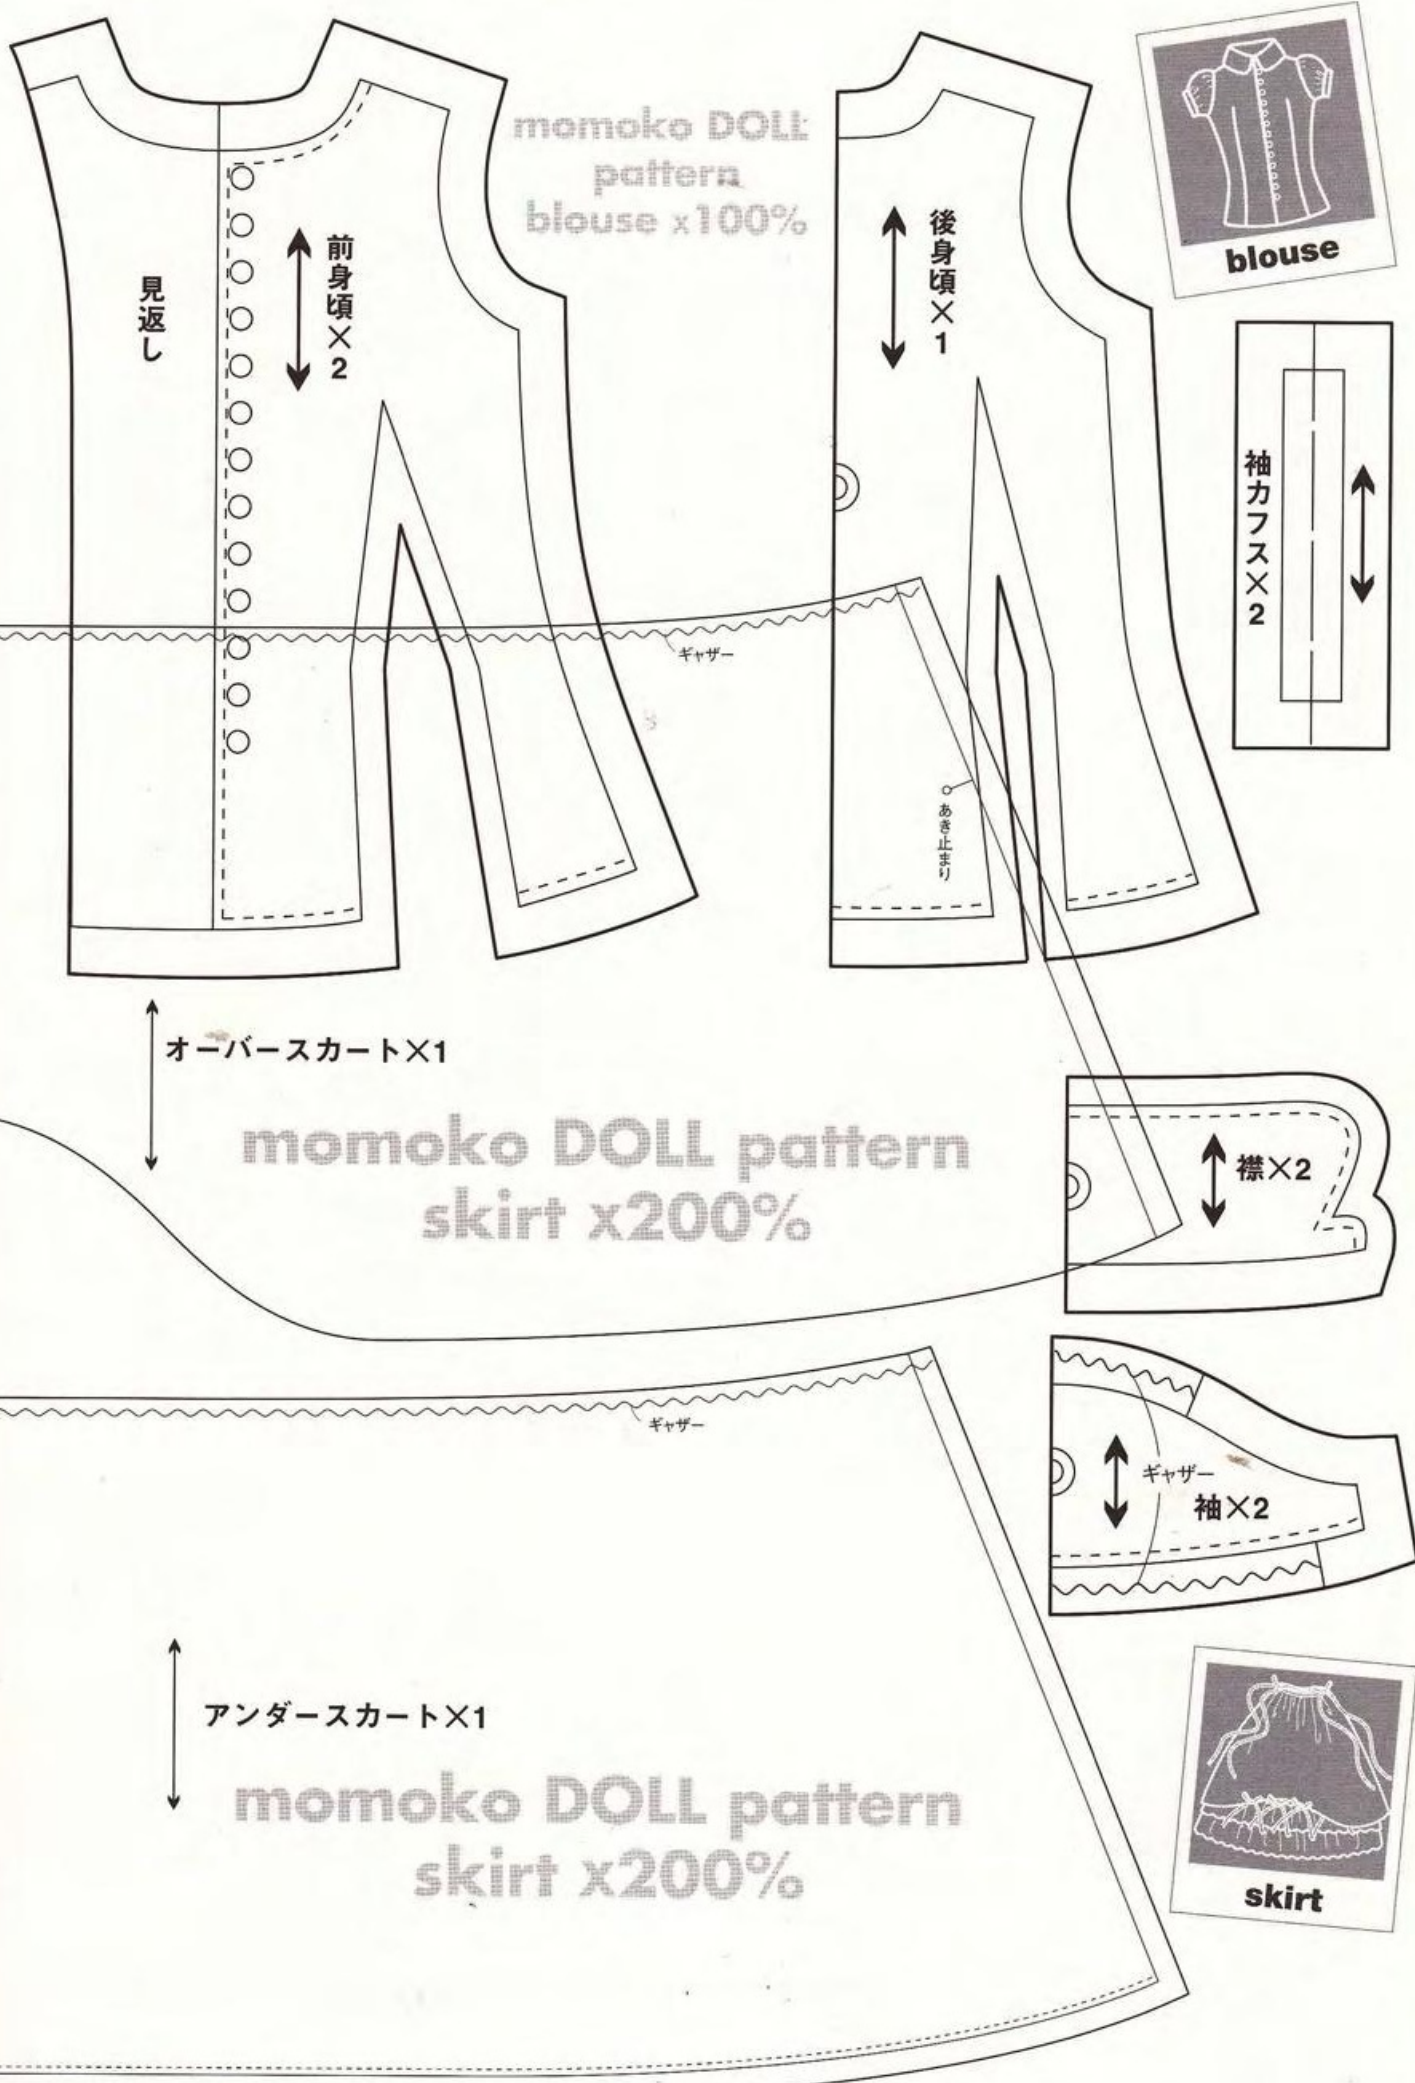 momoko DOLL
pattern
blouse x100%
見返し
前身頃×2
後身頃×1
blouse
袖カフス×2
ギャザー
あき止まり
オーバースカート×1
momoko DOLL pattern
skirt x200%
襟×2
ギャザー
ギャザー
袖×2
アンダースカート×1
momoko DOLL pattern
skirt x200%
skirt